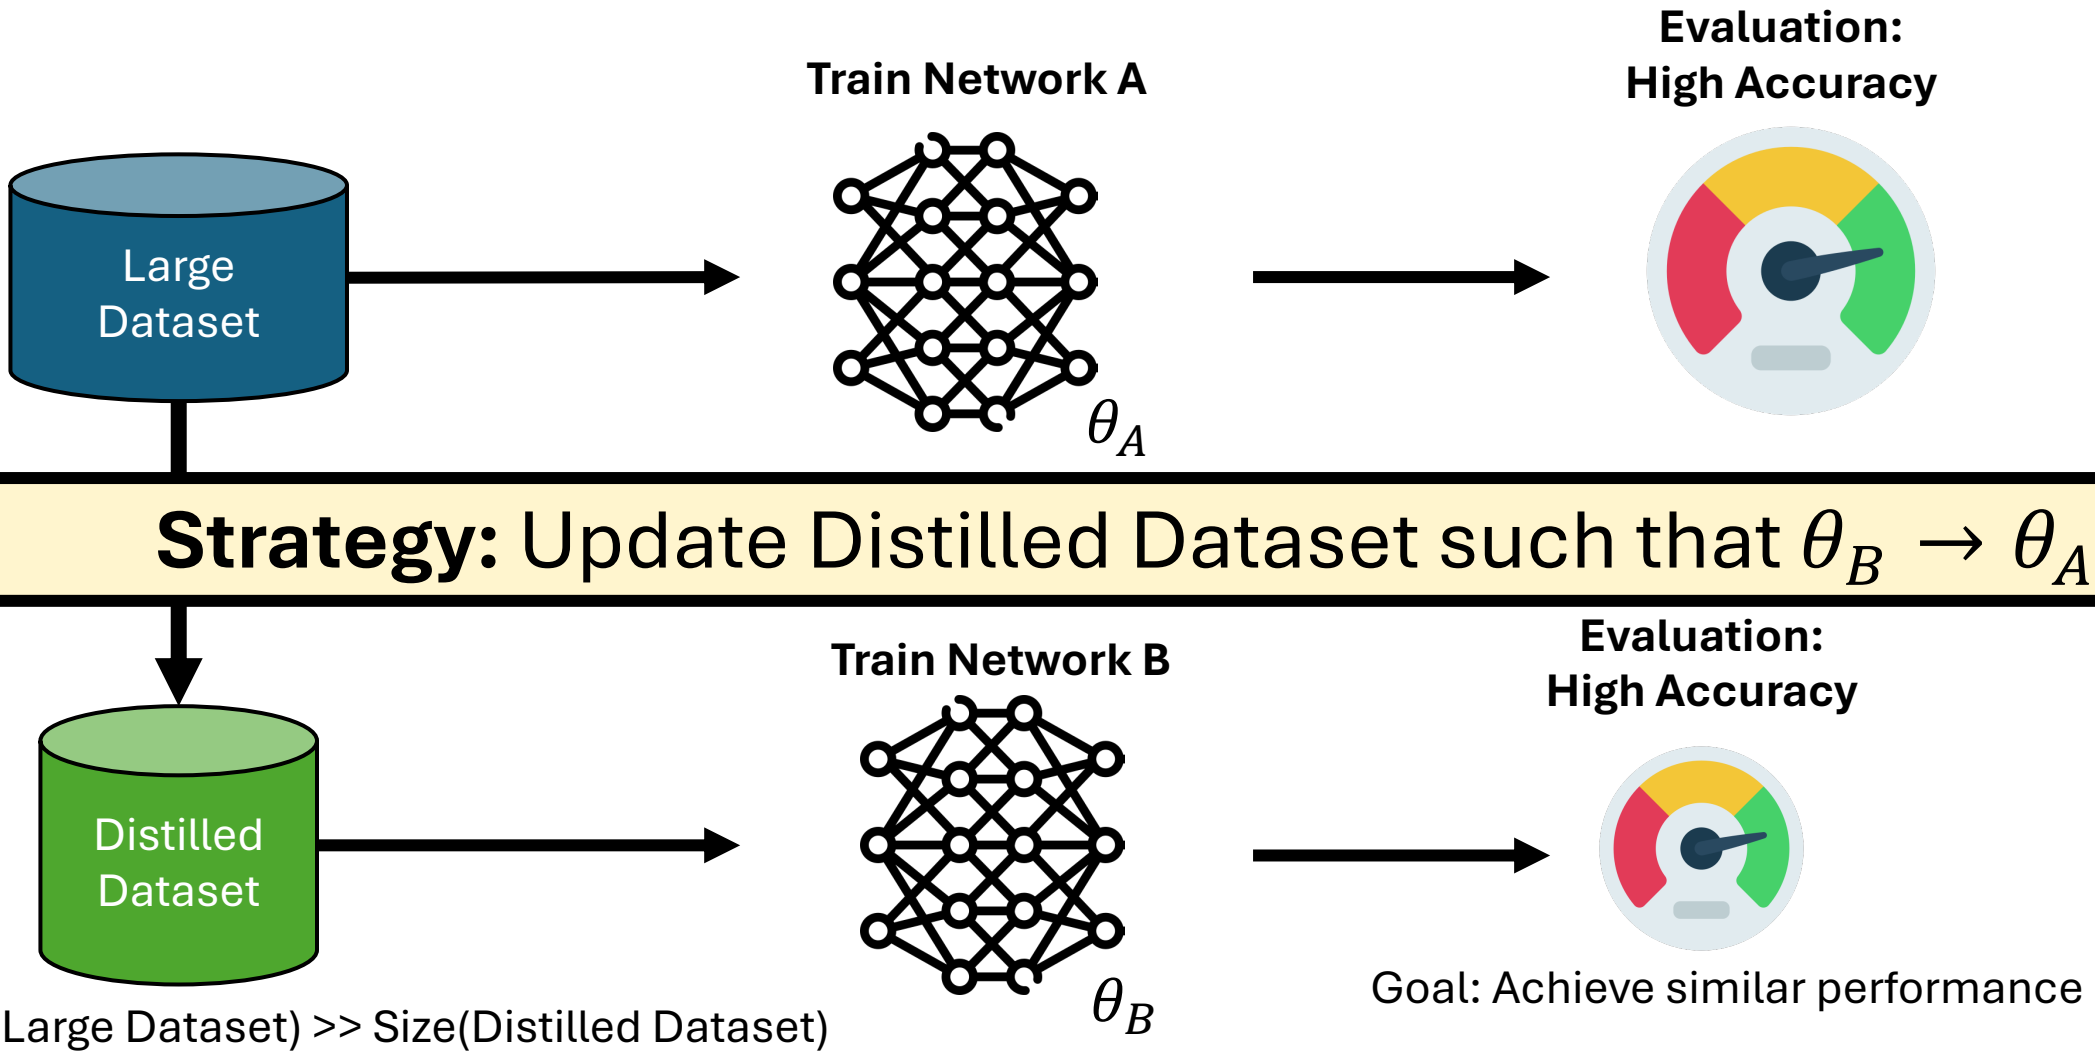 Evaluation:
High Accuracy
Train Network A
Large
Dataset
θ_A
Strategy: Update Distilled Dataset such that θ_B → θ_A
Evaluation:
High Accuracy
Train Network B
Distilled
Dataset
Goal: Achieve similar performance
θ_B
Large Dataset) >> Size(Distilled Dataset)